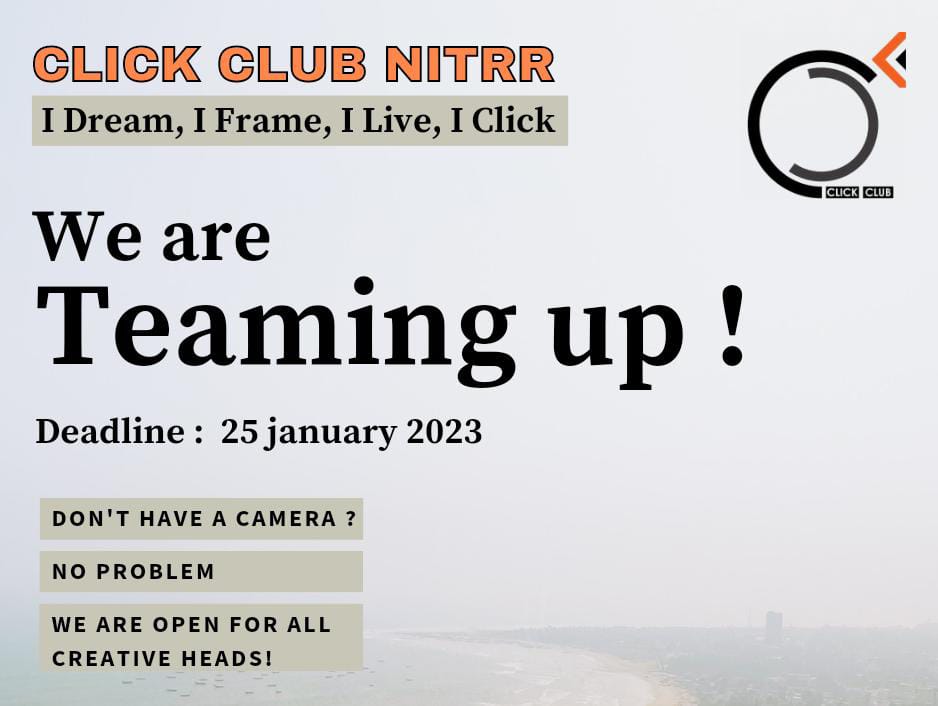 CLICK CLUB NITRR
I Dream, I Frame, I Live, I Click
CLICK CLUB
We are
Teaming up !
Deadline : 25 january 2023
DON'T HAVE A CAMERA ?
NO PROBLEM
WE ARE OPEN FOR ALL
CREATIVE HEADS!